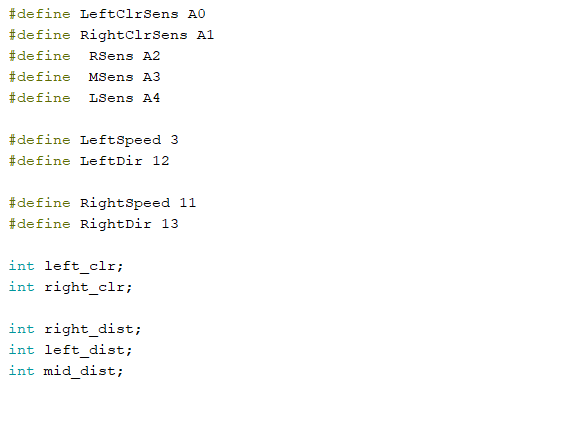 #define LeftClrSens A0
#define RightClrSens A1
#define  RSens A2
#define  MSens A3
#define  LSens A4

#define LeftSpeed 3
#define LeftDir 12

#define RightSpeed 11
#define RightDir 13

int left_clr;
int right_clr;

int right_dist;
int left_dist;
int mid_dist;